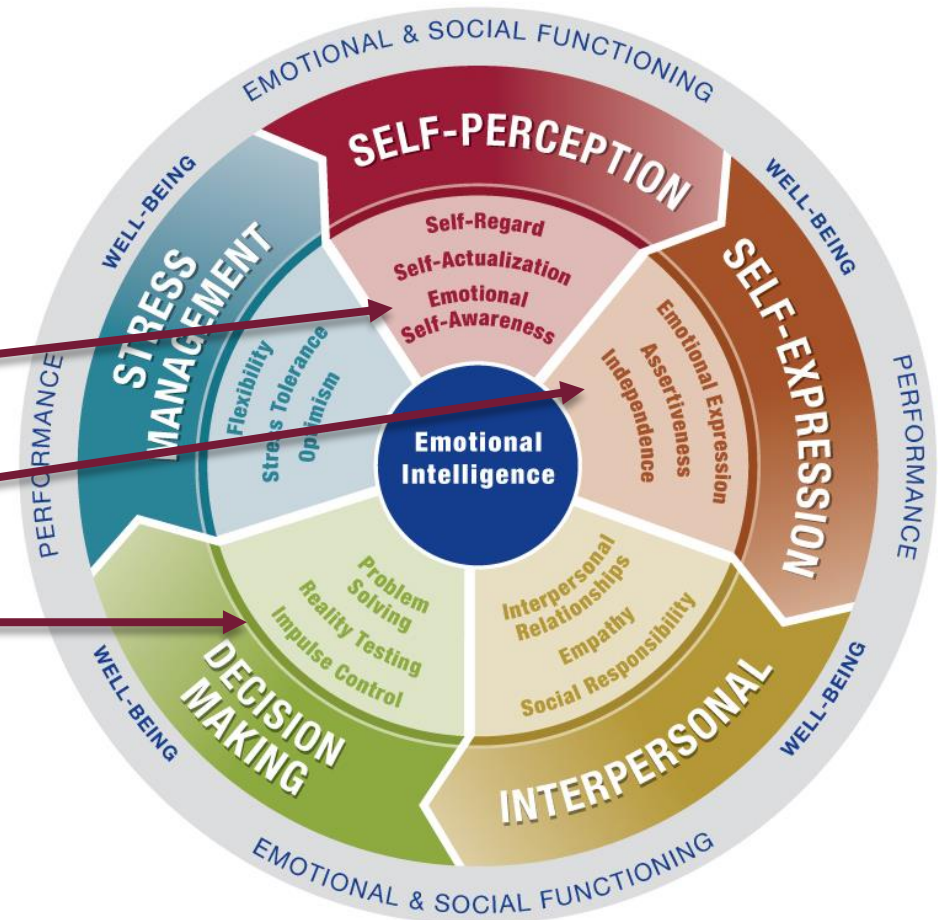 EMOTIONAL & SOCIAL FUNCTIONING
WELL-BEING
WELL-BEING
PERFORMANCE
PERFORMANCE
WELL-BEING
WELL-BEING
EMOTIONAL & SOCIAL FUNCTIONING
SELF-PERCEPTION
Self-Regard
Self-Actualization
Emotional
Self-Awareness
SELF-EXPRESSION
Emotional Expression
Assertiveness
Independence
INTERPERSONAL
Interpersonal
Relationships
Empathy
Social Responsibility
DECISION
MAKING
Problem
Solving
Reality Testing
Impulse Control
STRESS
MANAGEMENT
Flexibility
Stress Tolerance
Optimism
Emotional
Intelligence